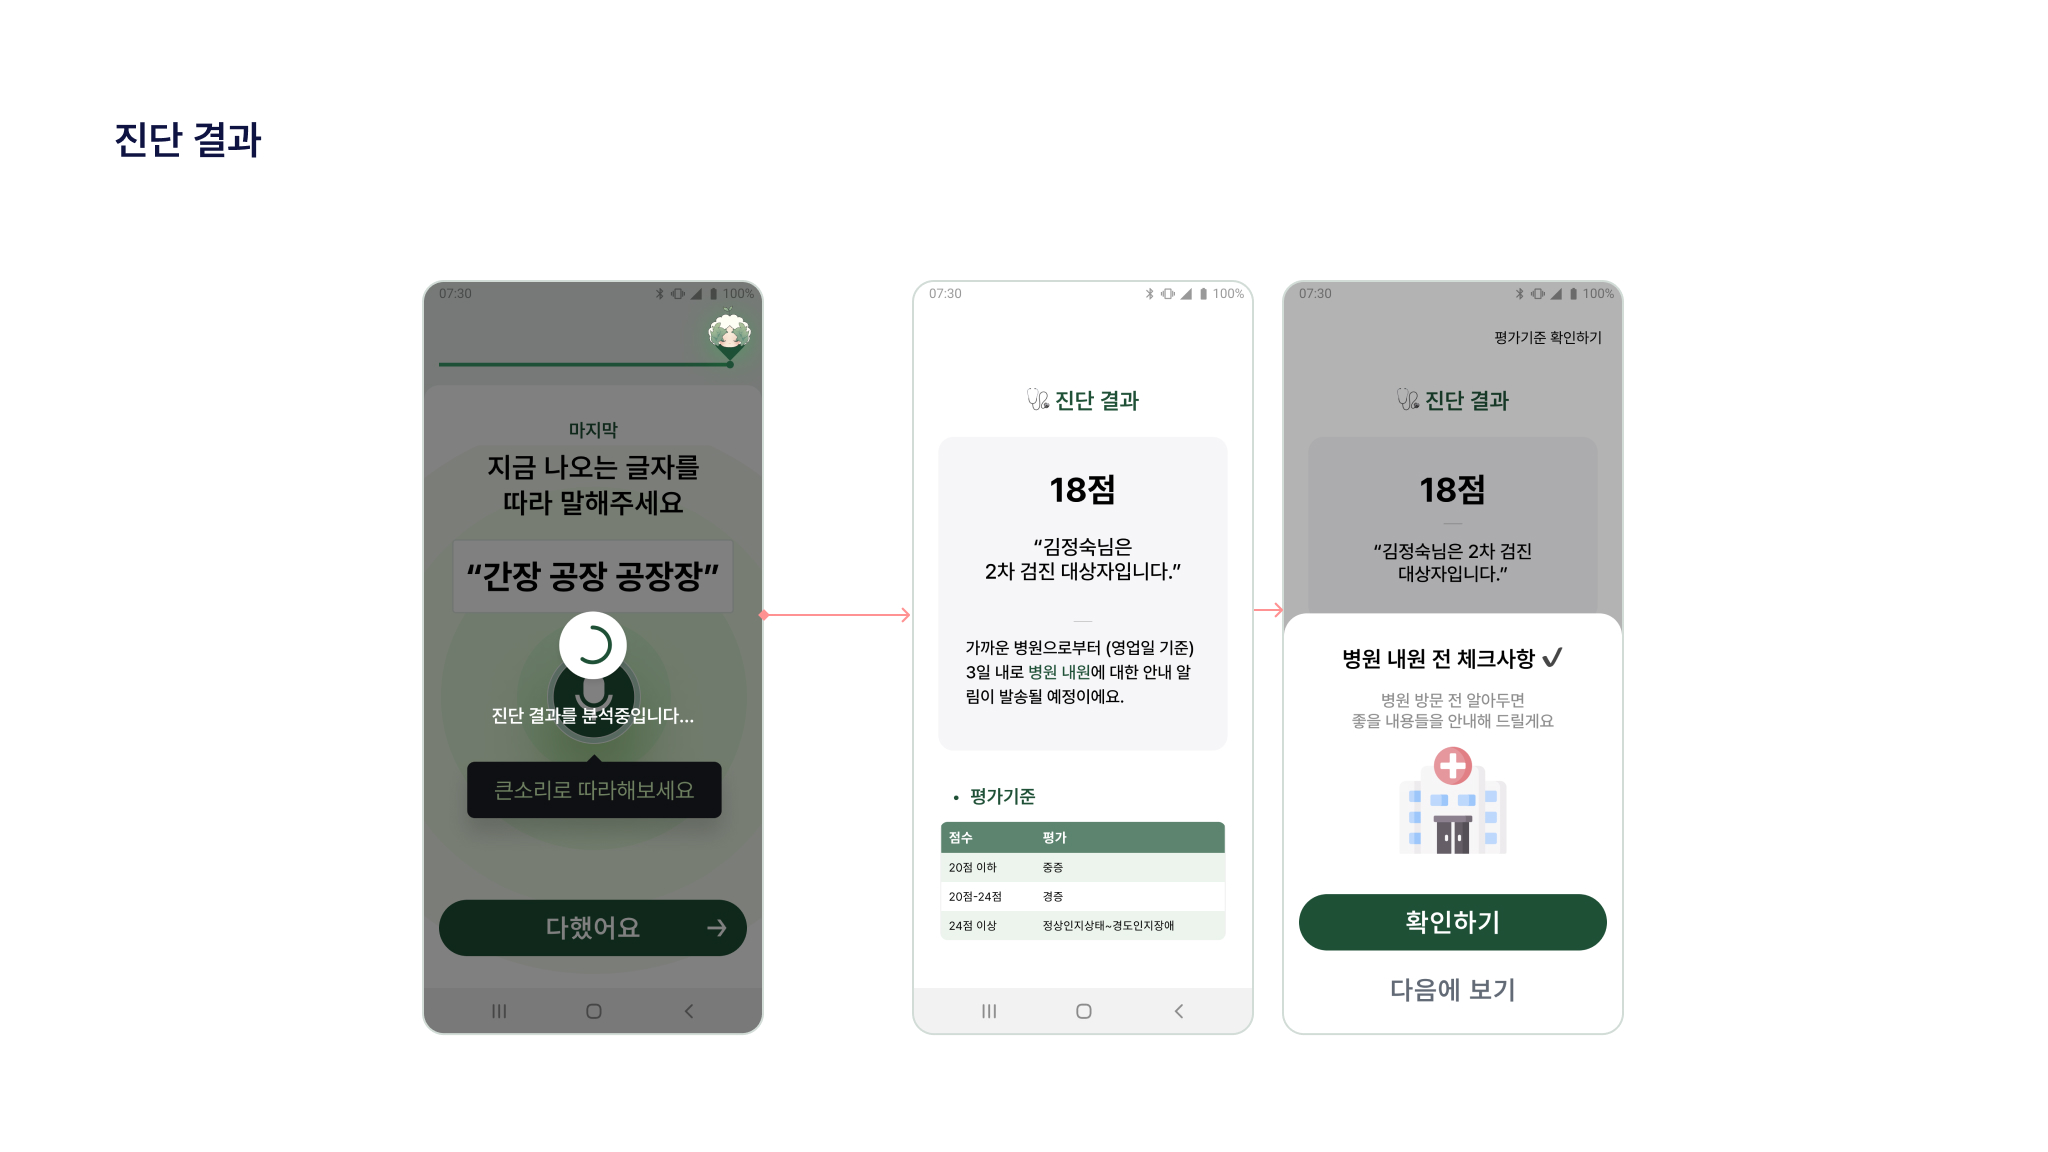 진단 결과
07:30
100%
마지막
지금 나오는 글자를
따라 말해주세요
“간장 공장 공장장”
진단 결과를 분석중입니다...
큰소리로 따라해보세요
다했어요
07:30
100%
진단 결과
18점
“김정숙님은
2차 검진 대상자입니다.”
가까운 병원으로부터 (영업일 기준)
3일 내로 병원 내원에 대한 안내 알
림이 발송될 예정이에요.
• 평가기준
점수 평가
20점 이하 중증
20점-24점 경증
24점 이상 정상인지상태~경도인지장애
07:30
100%
평가기준 확인하기
진단 결과
18점
“김정숙님은 2차 검진
대상자입니다.”
병원 내원 전 체크사항
병원 방문 전 알아두면
좋을 내용들을 안내해 드릴게요
확인하기
다음에 보기